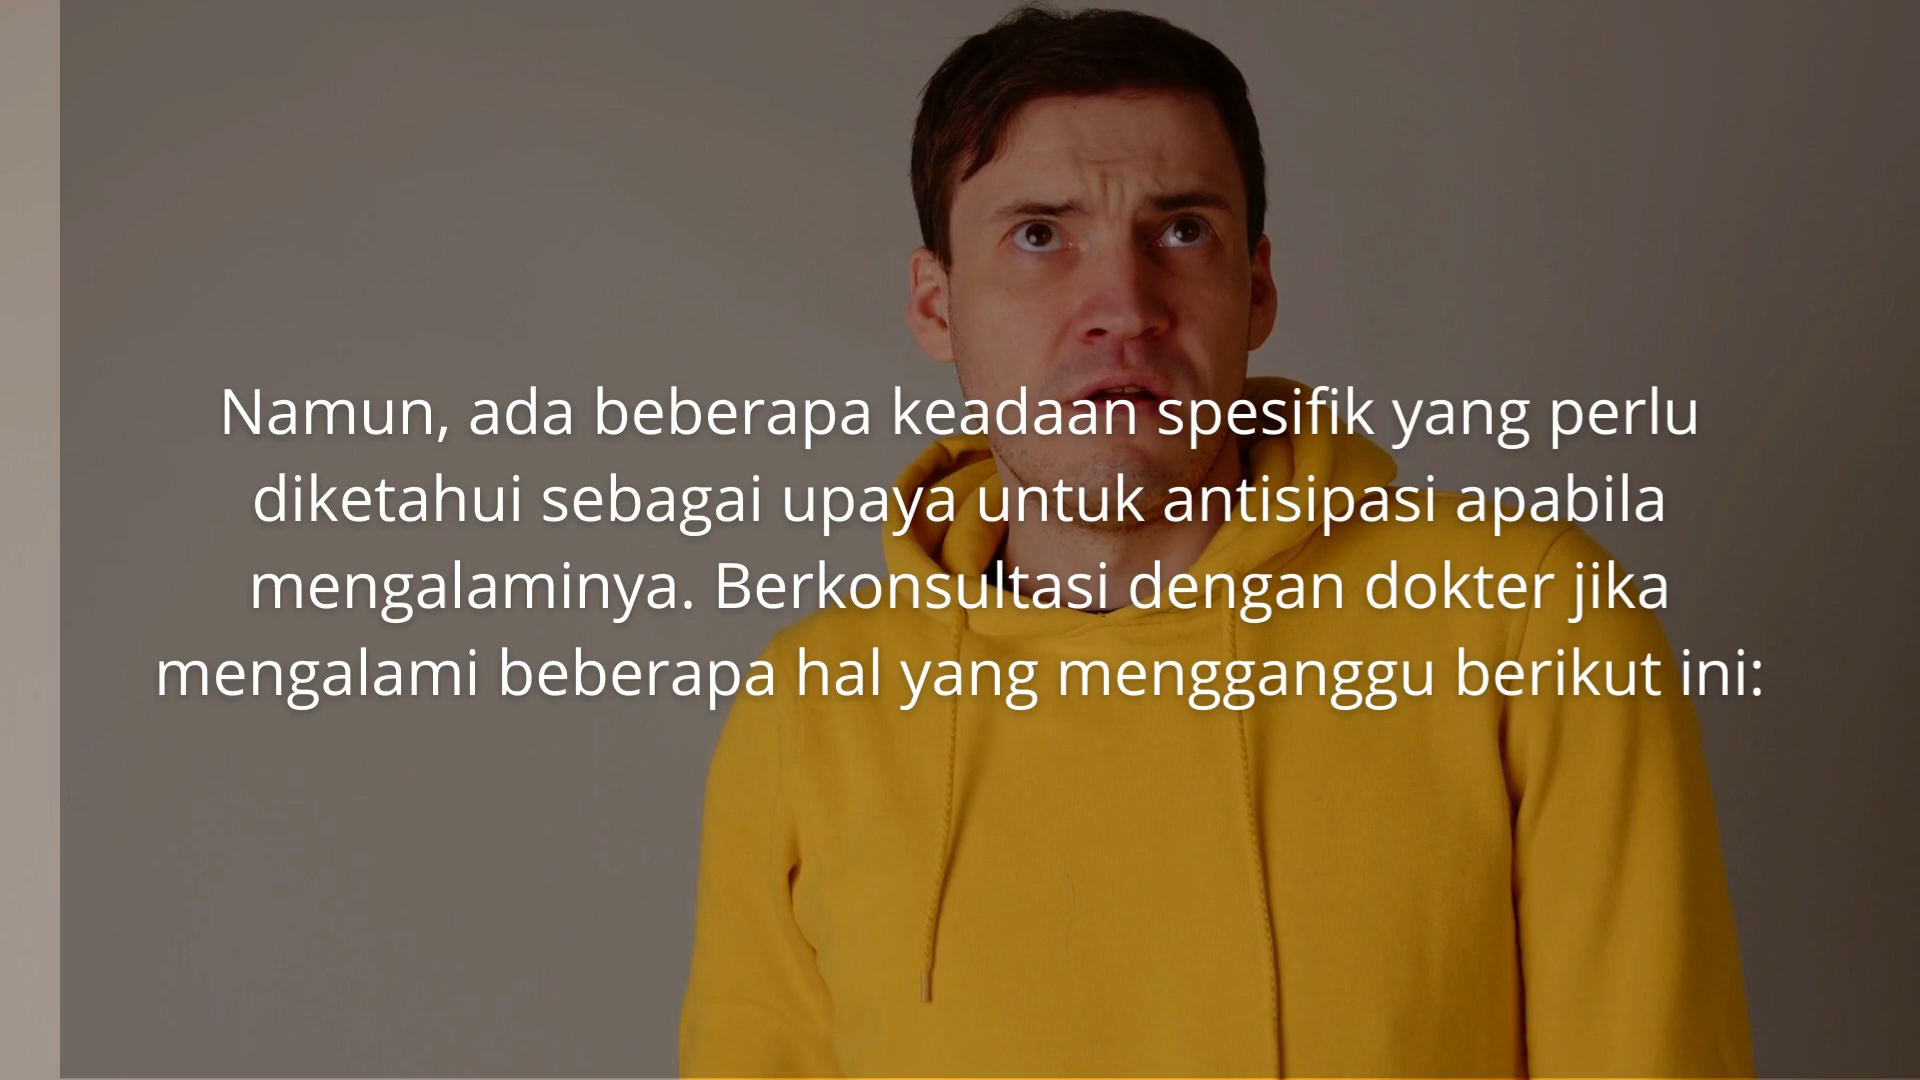 Namun, ada beberapa keadaan spesifik yang perlu
diketahui sebagai upaya untuk antisipasi apabila
mengalaminya. Berkonsultasi dengan dokter jika
mengalami beberapa hal yang mengganggu berikut ini: